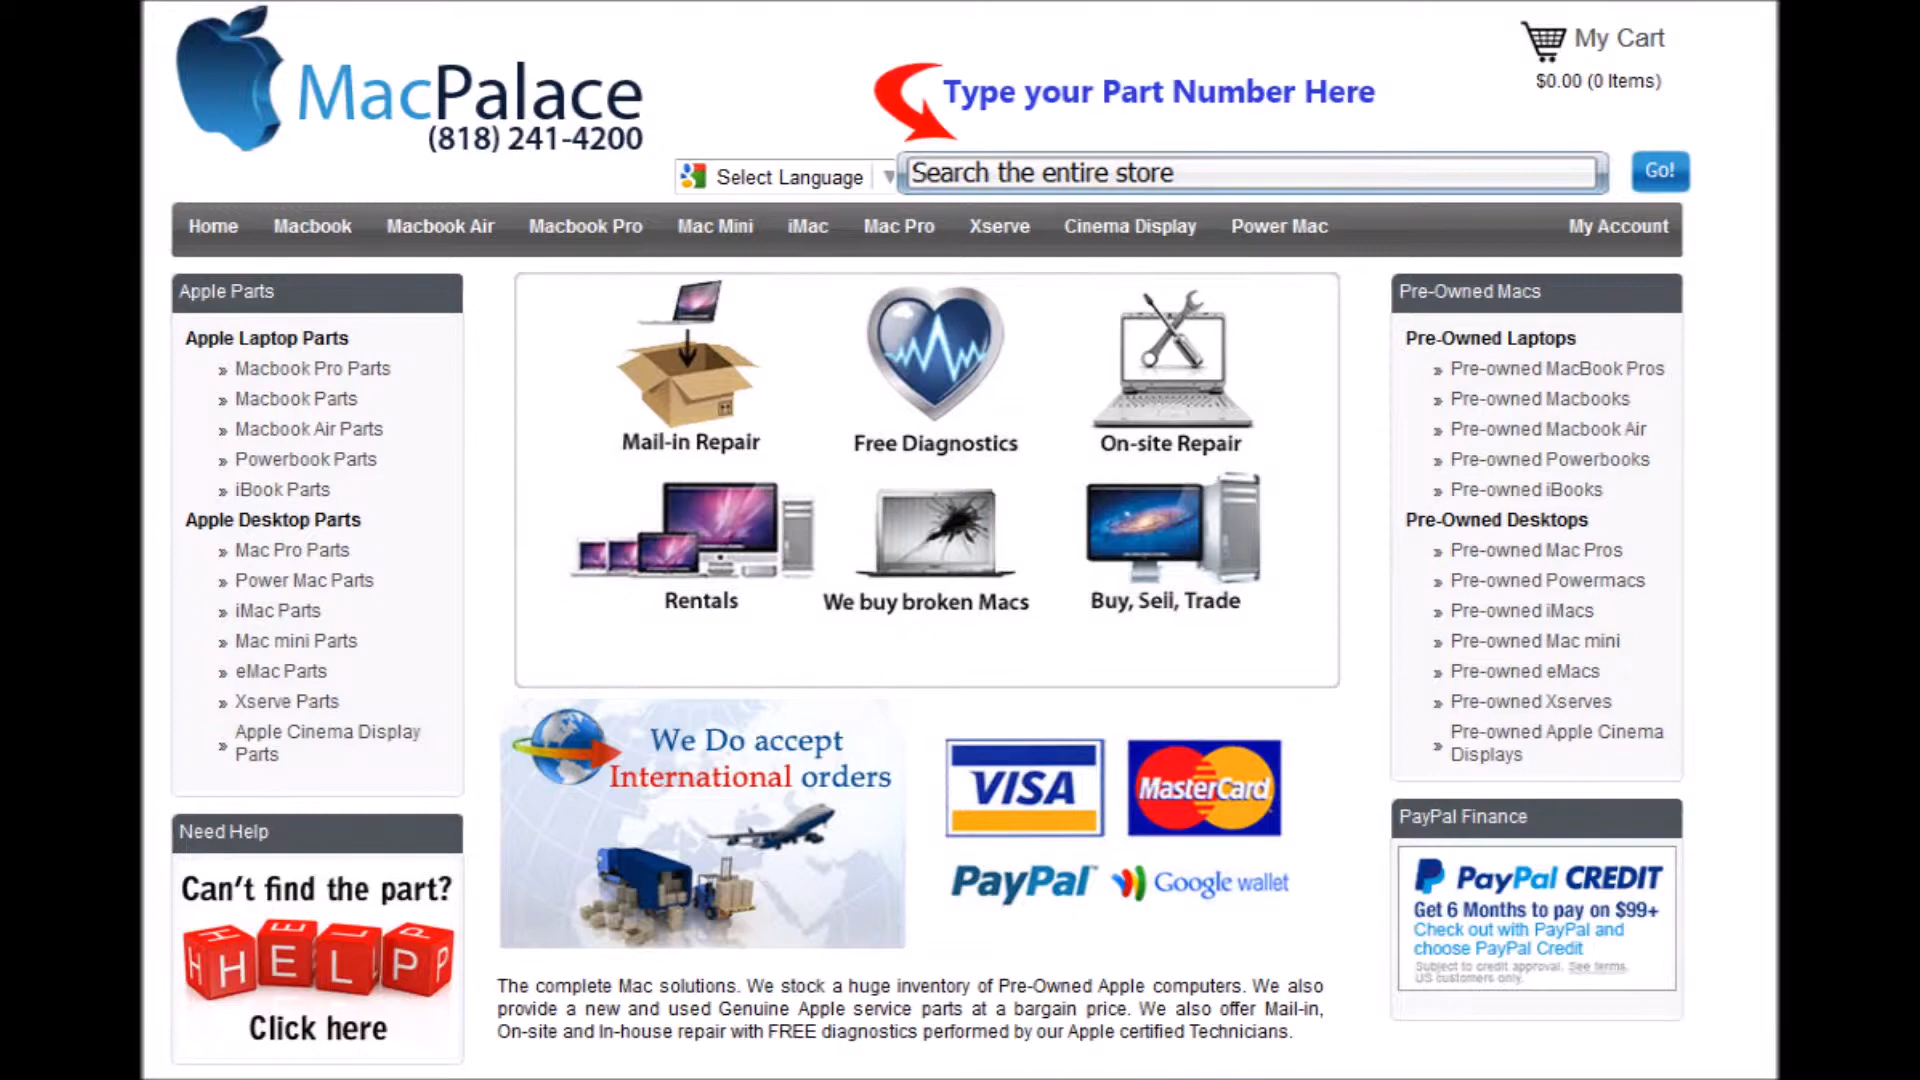 MacPalace
(818) 241-4200
Type your Part Number Here
My Cart
$0.00 (0 Items)
Select Language
Search the entire store
Go!
Home Macbook Macbook Air Macbook Pro Mac Mini iMac Mac Pro Xserve Cinema Display Power Mac My Account
Apple Parts
Apple Laptop Parts
» Macbook Pro Parts
» Macbook Parts
» Macbook Air Parts
» Powerbook Parts
» iBook Parts
Apple Desktop Parts
» Mac Pro Parts
» Power Mac Parts
» iMac Parts
» Mac mini Parts
» eMac Parts
» Xserve Parts
» Apple Cinema Display
Parts
Need Help
Can't find the part?
HELP
Click here
Mail-in Repair
Free Diagnostics
On-site Repair
Rentals
We buy broken Macs
Buy, Sell, Trade
We Do accept
International orders
VISA
MasterCard
PayPal
Google wallet
The complete Mac solutions. We stock a huge inventory of Pre-Owned Apple computers. We also
provide a new and used Genuine Apple service parts at a bargain price. We also offer Mail-in,
On-site and In-house repair with FREE diagnostics performed by our Apple certified Technicians.
Pre-Owned Macs
Pre-Owned Laptops
» Pre-owned MacBook Pros
» Pre-owned Macbooks
» Pre-owned Macbook Air
» Pre-owned Powerbooks
» Pre-owned iBooks
Pre-Owned Desktops
» Pre-owned Mac Pros
» Pre-owned Powermacs
» Pre-owned iMacs
» Pre-owned Mac mini
» Pre-owned eMacs
» Pre-owned Xserves
» Pre-owned Apple Cinema
Displays
PayPal Finance
PayPal CREDIT
Get 6 Months to pay on $99+
Check out with PayPal and
choose PayPal Credit
Subject to credit approval. See terms.
US customers only.